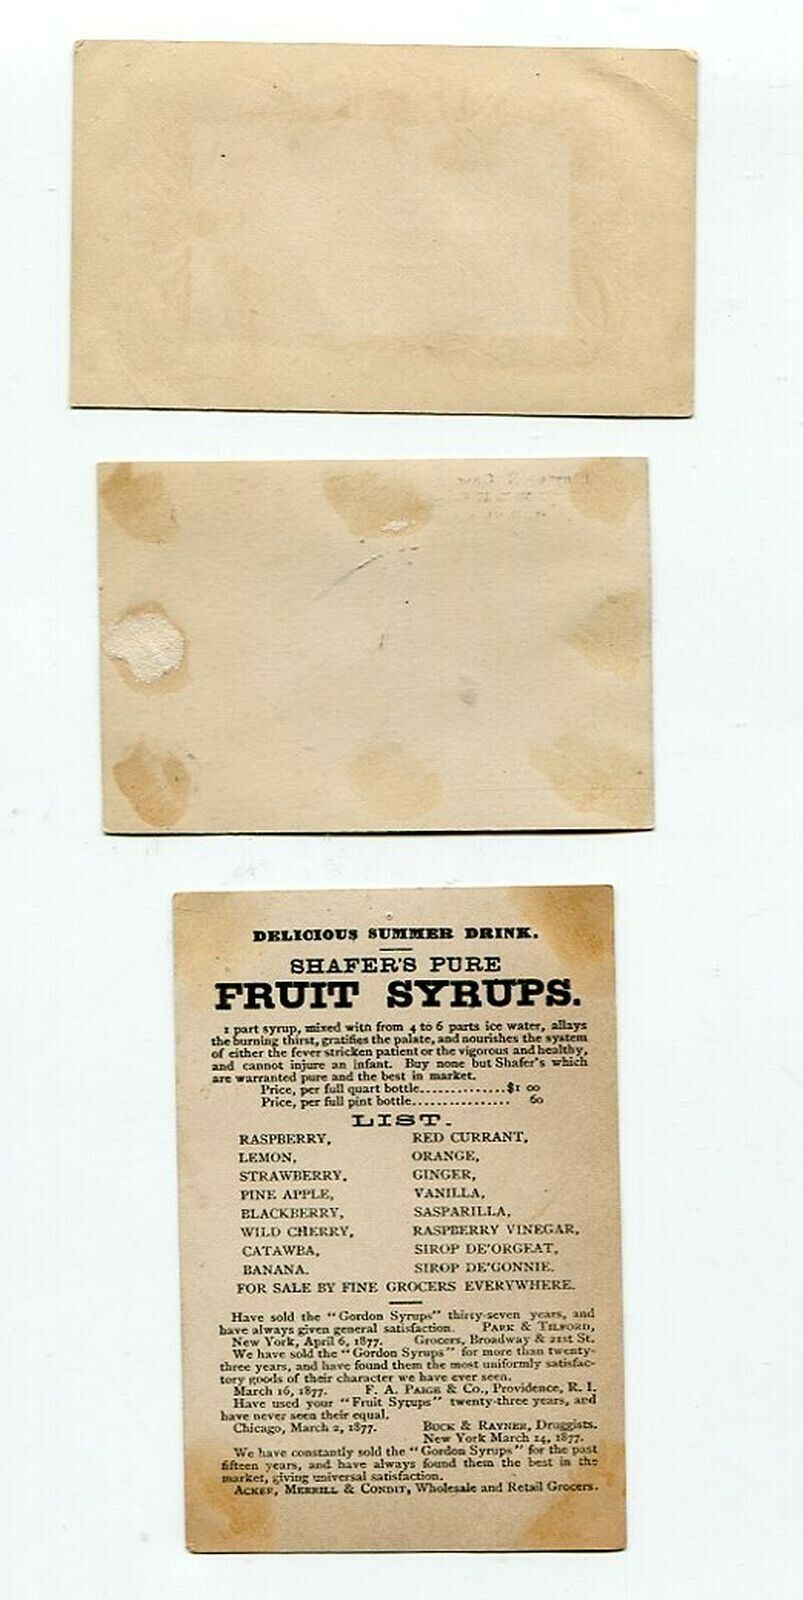 DELICIOUS SUMMER DRINK.
SHAFER'S PURE
FRUIT SYRUPS.
1 part syrup, mixed with from 4 to 6 parts ice water, allays
the burning thirst, gratifies the palate, and nourishes the system
of either the fever stricken patient or the vigorous and healthy,
and cannot injure an infant. Buy none but Shafer's which
are warranted pure and the best in market.
Price, per full quart bottle..............$1 00
Price, per full pint bottle................ 60
LIST.
RASPBERRY, RED CURRANT,
LEMON, ORANGE,
STRAWBERRY, GINGER,
PINE APPLE, VANILLA,
BLACKBERRY, SASPARILLA,
WILD CHERRY, RASPBERRY VINEGAR,
CATAWBA, SIROP DE'ORGEAT,
BANANA. SIROP DE'GONNIE.
FOR SALE BY FINE GROCERS EVERYWHERE.
Have sold the "Gordon Syrups" thirty-seven years, and
have always given general satisfaction. PARK & TILFORD,
New York, April 6, 1877. Grocers, Broadway & 21st St.
We have sold the "Gordon Syrups" for more than twenty-
three years, and have found them the most uniformly satisfac-
tory goods of their character we have ever seen.
March 16, 1877. F. A. PAIGE & CO., Providence, R. I.
Have used your "Fruit Syrups" twenty-three years, and
have never seen their equal.
Chicago, March 2, 1877. BUCK & RAYNER, Druggists.
New York March 14, 1877.
We have constantly sold the "Gordon Syrups" for the past
fifteen years, and have always found them the best in the
market, giving universal satisfaction.
ACKER, MERRILL & CONDIT, Wholesale and Retail Grocers.